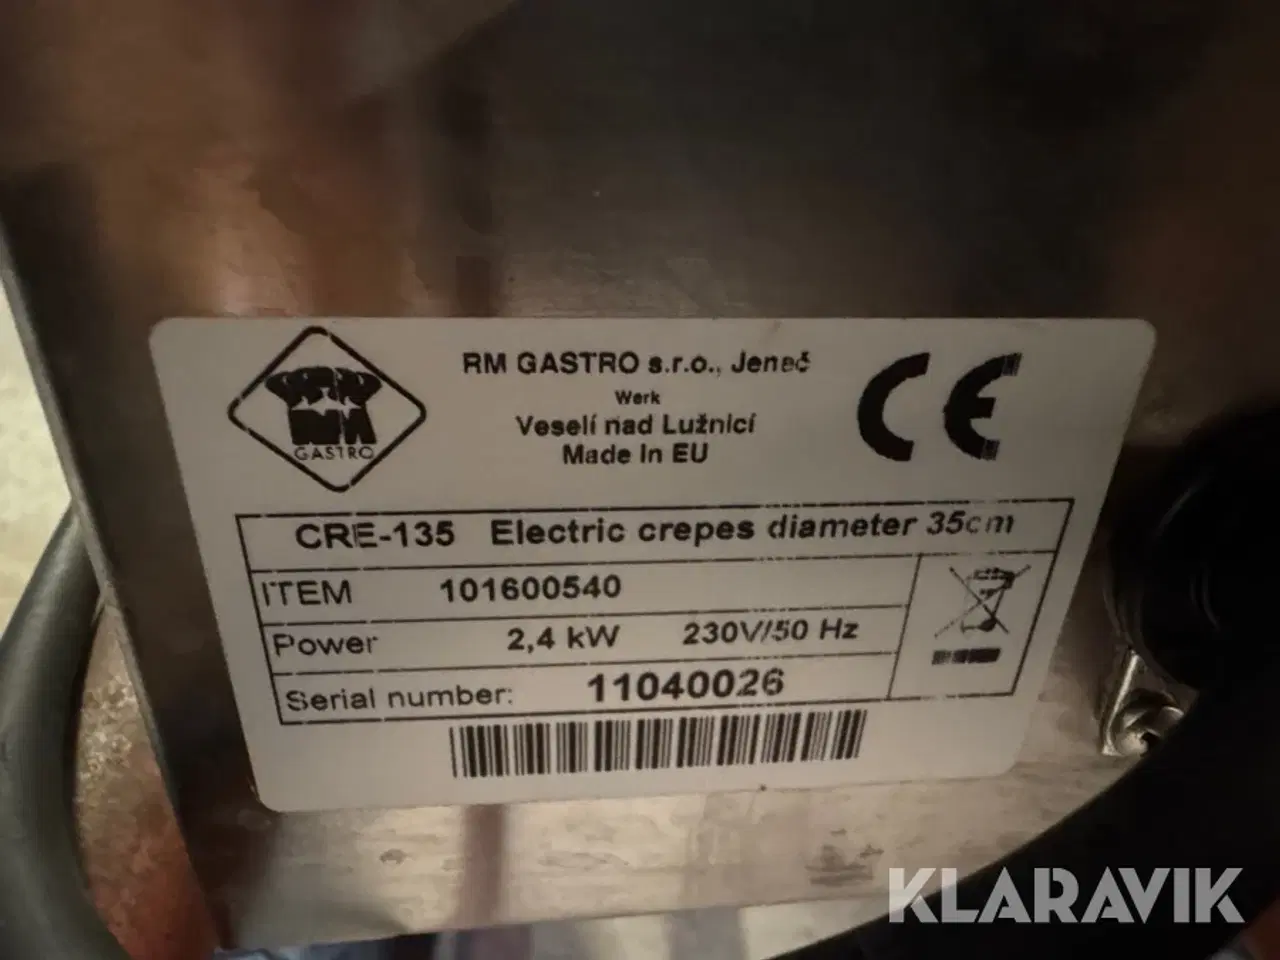 RM GASTRO s.r.o., Jeneč
Werk
Veselí nad Lužnicí
Made In EU
GASTRO
CE
CRE-135 Electric crepes diameter 35cm
ITEM 101600540
Power 2,4 kW 230V/50 Hz
Serial number: 11040026
KLARAVIK